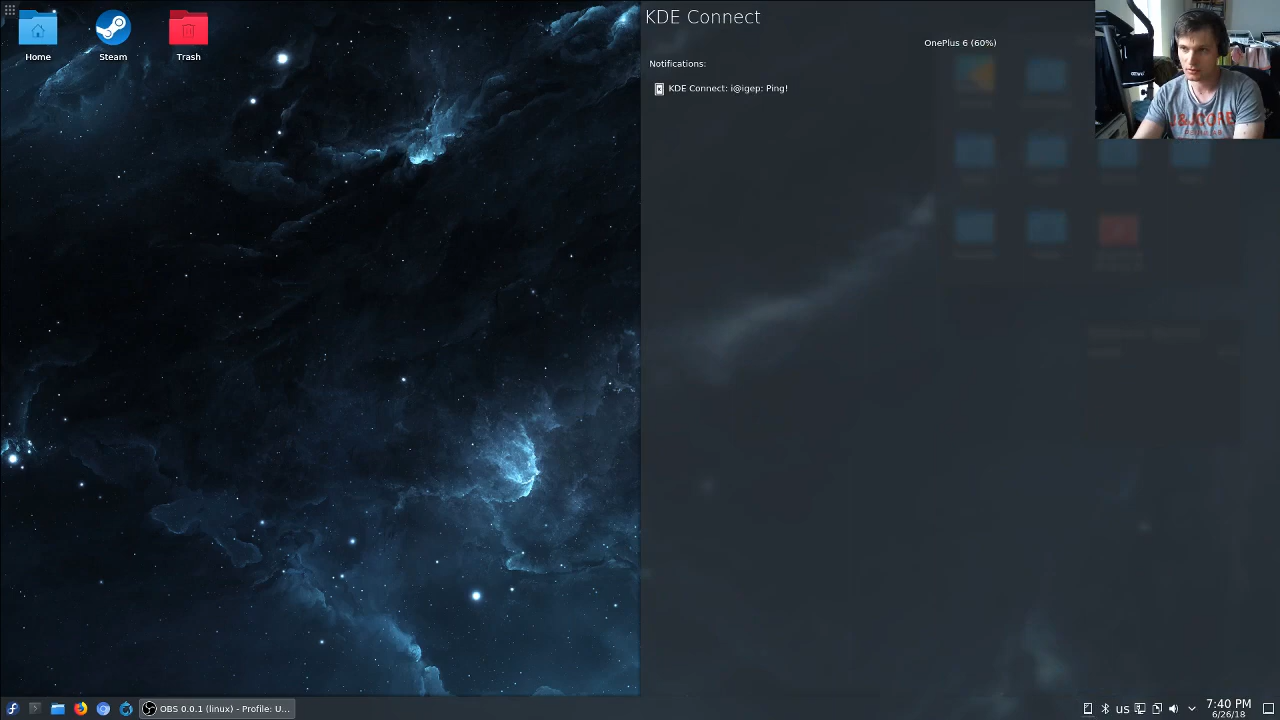 Home
Steam
Trash
KDE Connect
OnePlus 6 (60%)
Notifications:
KDE Connect: i@igep: Ping!
OBS 0.0.1 (linux) - Profile: U...
us
7:40 PM
6/26/18